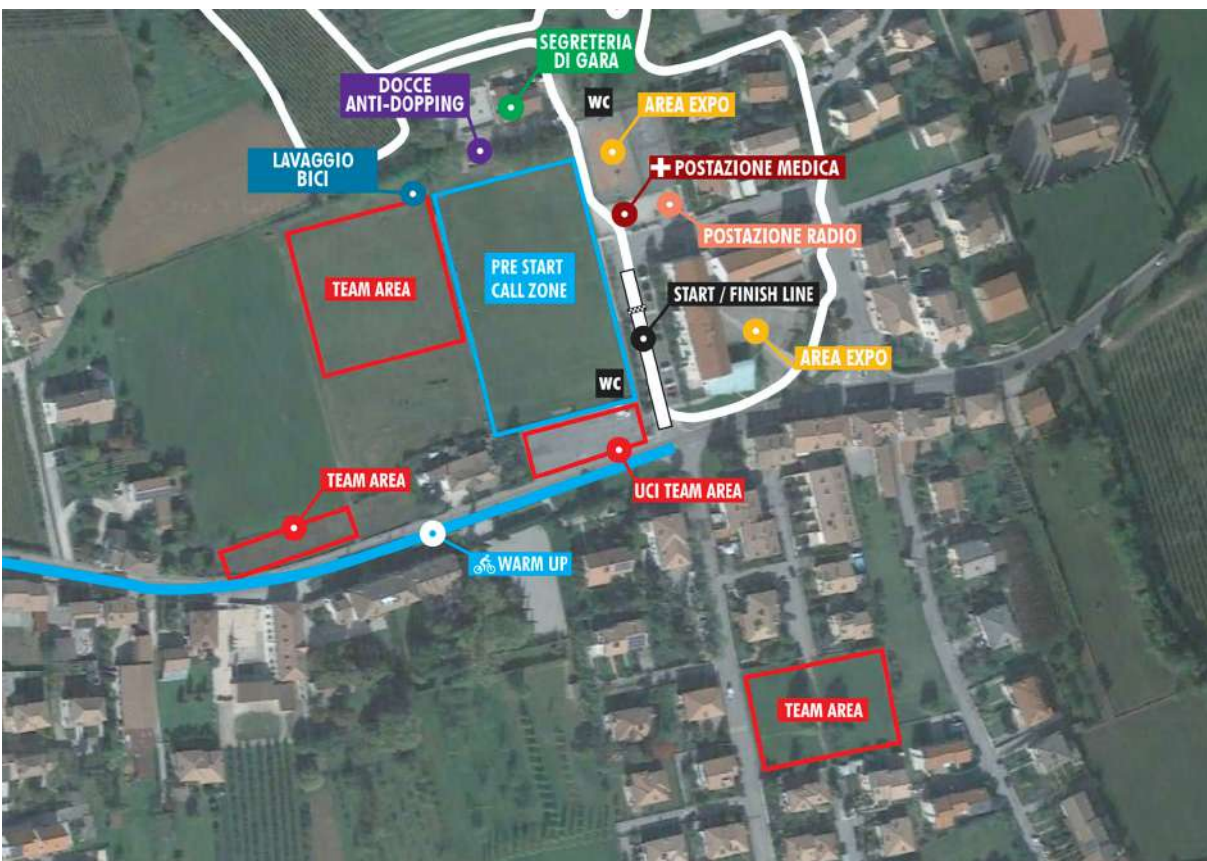 SEGRETERIA
DI GARA
DOCCE
ANTI-DOPPING
WC
AREA EXPO
LAVAGGIO
BICI
POSTAZIONE MEDICA
POSTAZIONE RADIO
TEAM AREA
PRE START
CALL ZONE
START / FINISH LINE
AREA EXPO
WC
TEAM AREA
UCI TEAM AREA
WARM UP
TEAM AREA